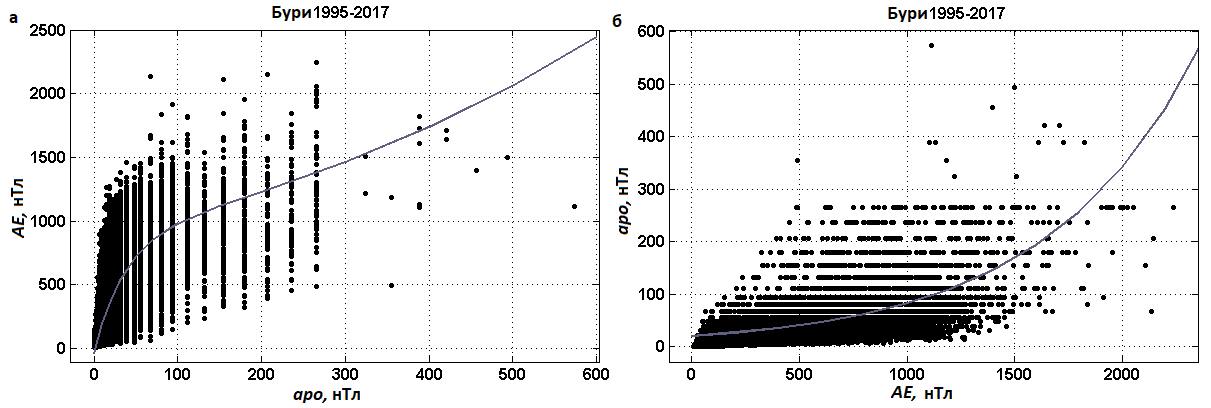 а
Бури1995-2017
2500
2000
1500
1000
500
0
AE, нТл
0 100 200 300 400 500 600
apo, нТл
б
Бури1995-2017
600
500
400
300
200
100
0
apo, нТл
0 500 1000 1500 2000
AE, нТл